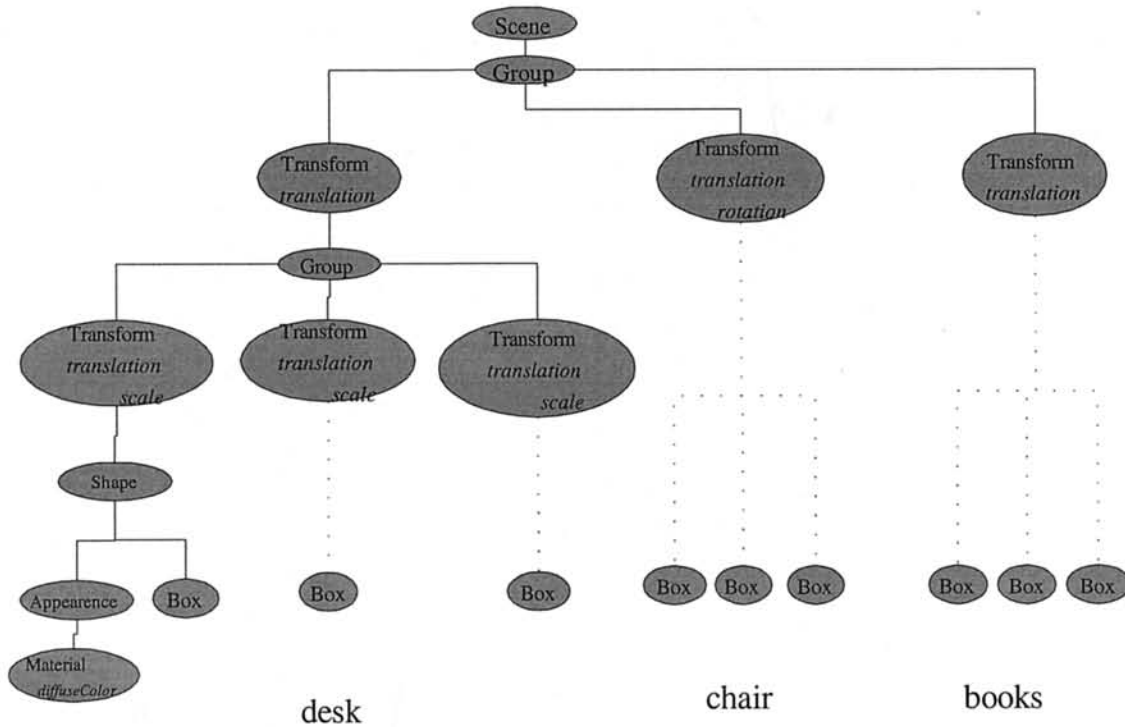 Scene
Group
Transform
translation
Transform
translation
rotation
Transform
translation
Group
Transform
translation
scale
Transform
translation
scale
Transform
translation
scale
Shape
Appearence
Box
Box
Box
Box
Box
Box
Box
Box
Box
Material
diffuseColor
desk
chair
books